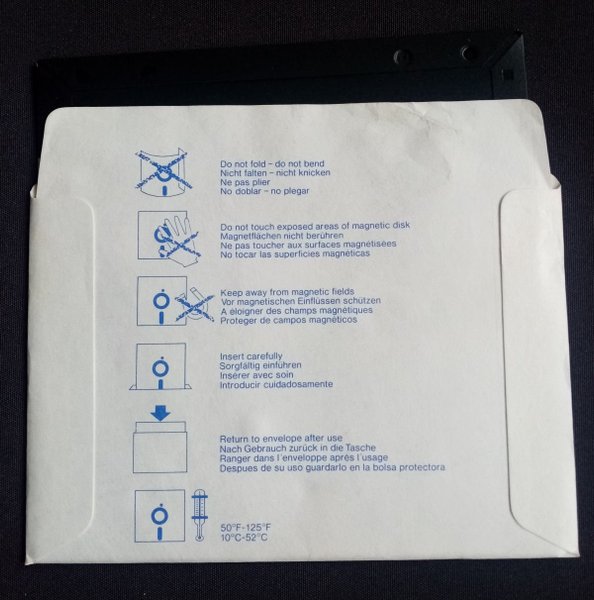 Do not fold – do not bend
Nicht falten – nicht knicken
Ne pas plier
No doblar – no plegar
Do not touch exposed areas of magnetic disk
Magnetflächen nicht berühren
Ne pas toucher aux surfaces magnétisées
No tocar las superficies magnéticas
Keep away from magnetic fields
Vor magnetischen Einflüssen schützen
A éloigner des champs magnétiques
Proteger de campos magnéticos
Insert carefully
Sorgfältig einführen
Insérer avec soin
Introducir cuidadosamente
Return to envelope after use
Nach Gebrauch zurück in die Tasche
Ranger dans l'enveloppe après l'usage
Despues de su uso guardarlo en la bolsa protectora
50°F-125°F
10°C-52°C